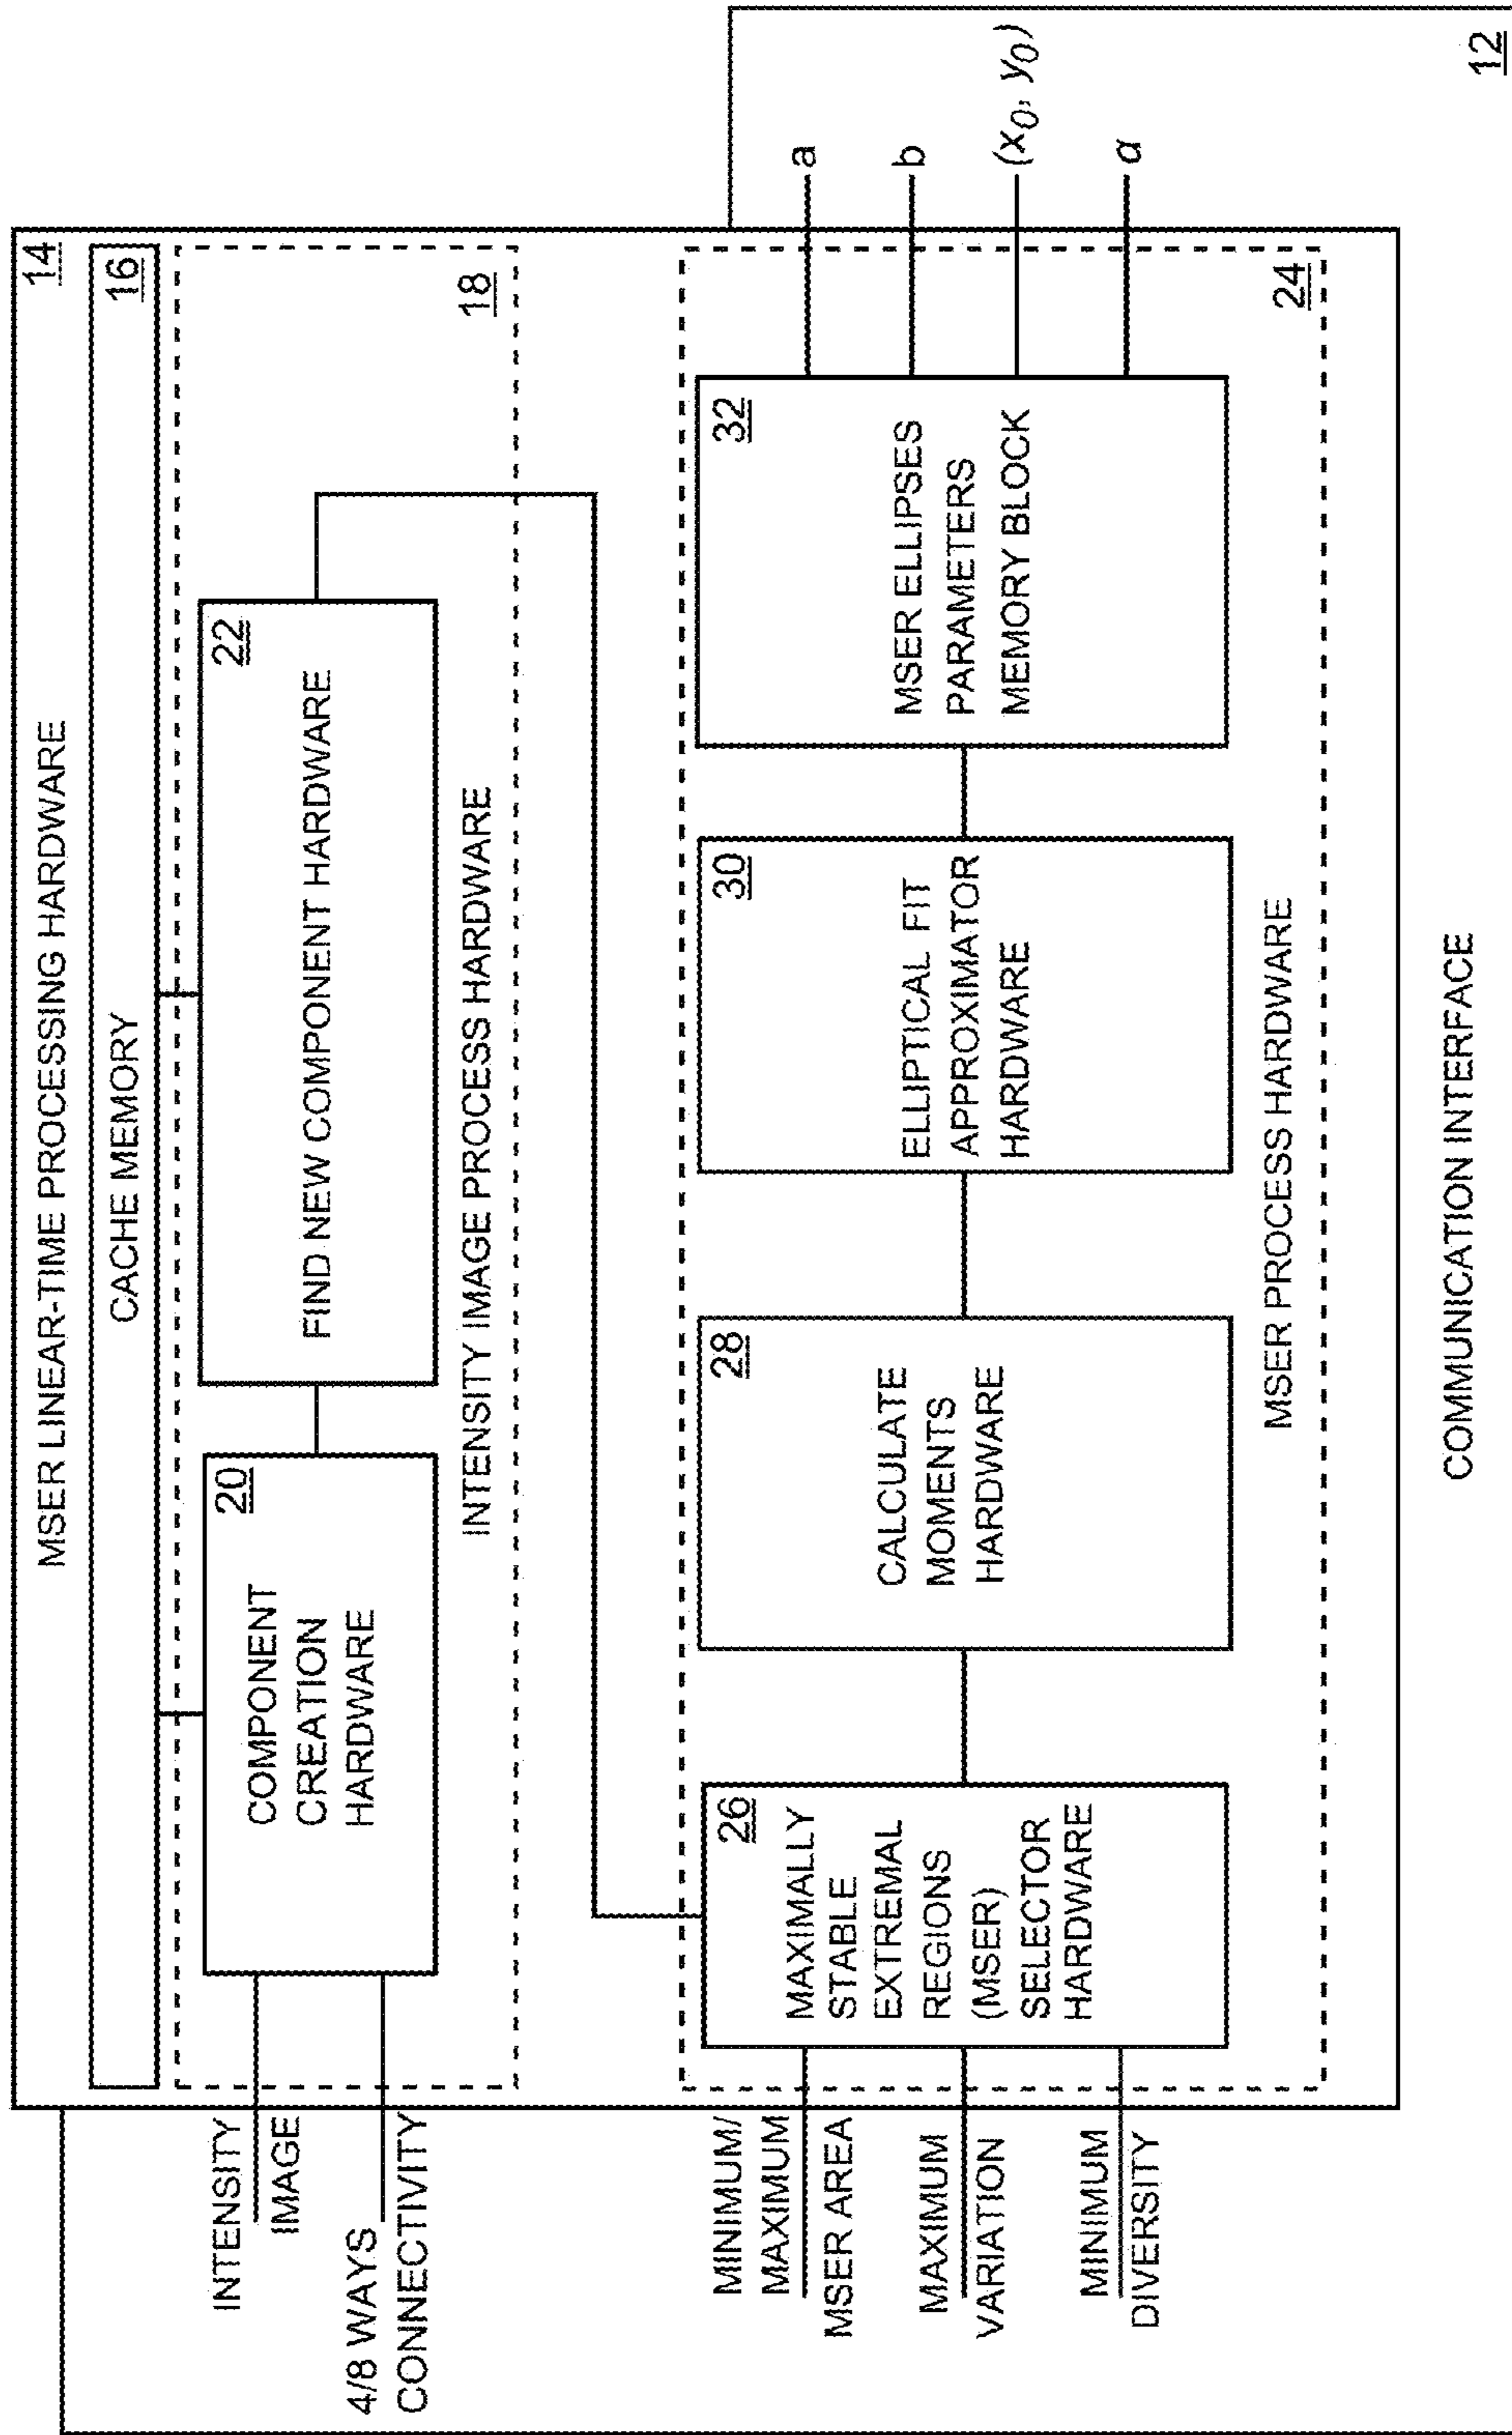 MSER LINEAR-TIME PROCESSING HARDWARE
14
CACHE MEMORY
16
INTENSITY
IMAGE
4/8 WAYS
CONNECTIVITY
20
COMPONENT
CREATION
HARDWARE
22
FIND NEW COMPONENT HARDWARE
INTENSITY IMAGE PROCESS HARDWARE
18
MINIMUM/
MAXIMUM
MSER AREA
MAXIMUM
VARIATION
MINIMUM
DIVERSITY
26
MAXIMALLY
STABLE
EXTREMAL
REGIONS
(MSER)
SELECTOR
HARDWARE
28
CALCULATE
MOMENTS
HARDWARE
30
ELLIPTICAL FIT
APPROXIMATOR
HARDWARE
32
MSER ELLIPSES
PARAMETERS
MEMORY BLOCK
a
b
(x0, y0)
α
MSER PROCESS HARDWARE
24
COMMUNICATION INTERFACE
12